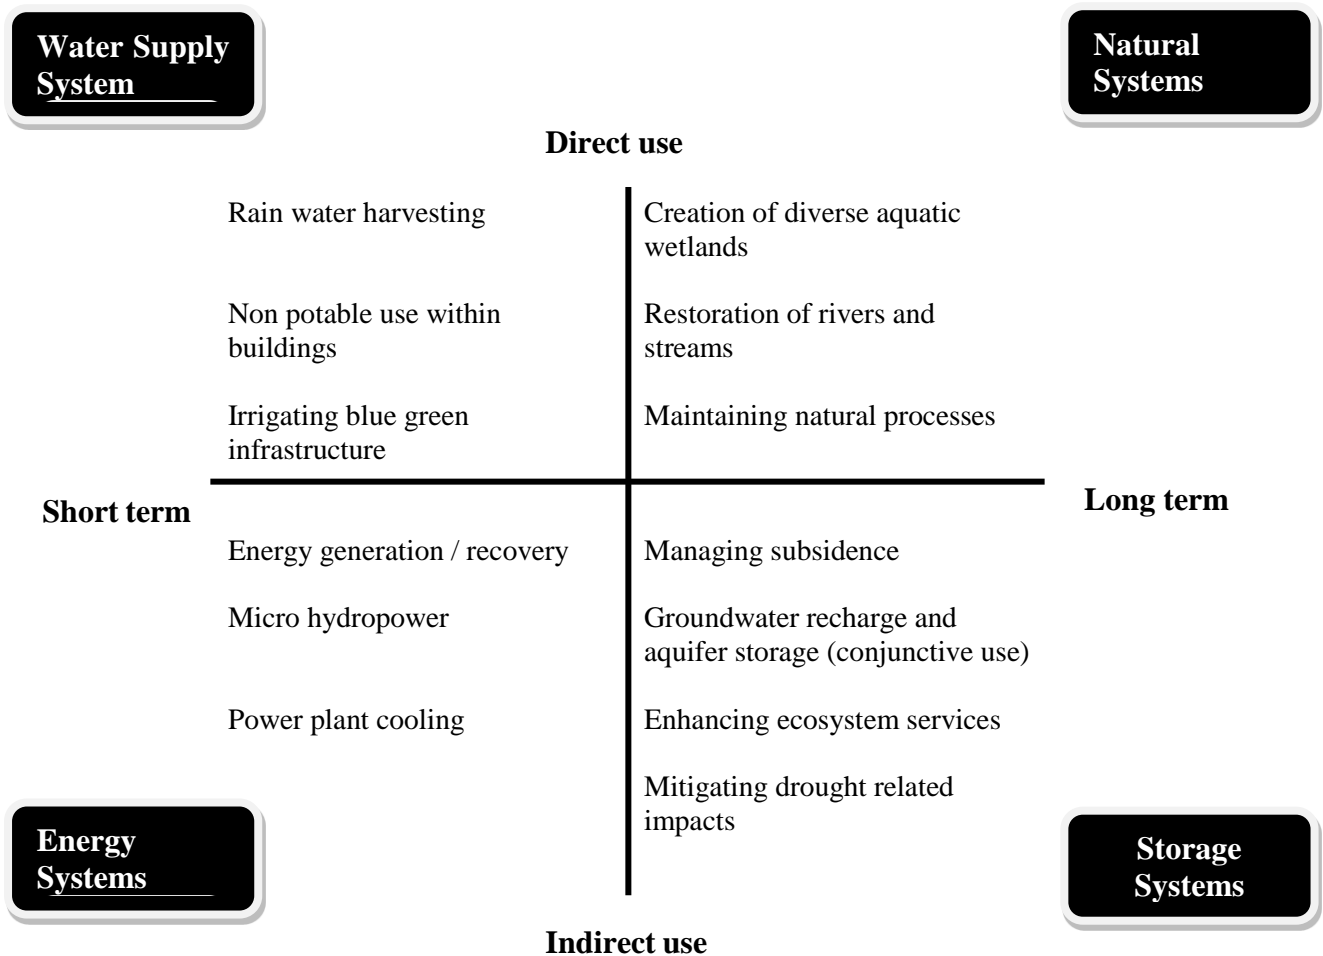 Water Supply
System
Natural
Systems
Direct use
Rain water harvesting
Creation of diverse aquatic
wetlands
Non potable use within
buildings
Restoration of rivers and
streams
Irrigating blue green
infrastructure
Maintaining natural processes
Short term
Long term
Energy generation / recovery
Managing subsidence
Micro hydropower
Groundwater recharge and
aquifer storage (conjunctive use)
Power plant cooling
Enhancing ecosystem services
Mitigating drought related
impacts
Energy
Systems
Storage
Systems
Indirect use